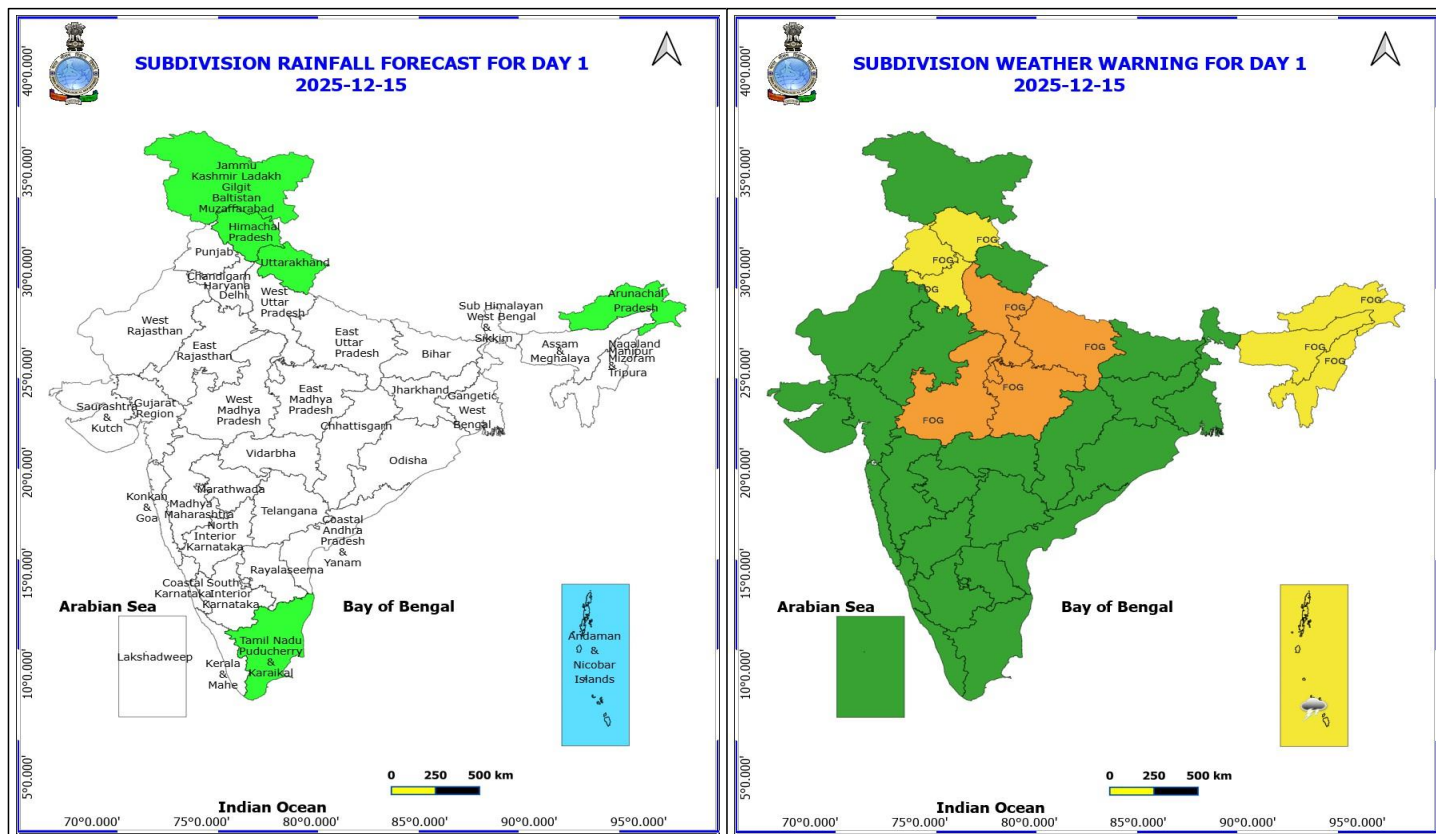 SUBDIVISION RAINFALL FORECAST FOR DAY 1
2025-12-15
40°0.000'
35°0.000'
30°0.000'
25°0.000'
20°0.000'
15°0.000'
10°0.000'
5°0.000'
Jammu
Kashmir Ladakh
Gilgit
Baltistan
Muzaffarabad
Himachal
Pradesh
Punjab
Uttarakhand
Chandigarh
Haryana
Delhi
West
Uttar
Pradesh
West
Rajasthan
East
Rajasthan
East
Uttar
Pradesh
Bihar
Sub Himalayan
West Bengal
&
Sikkim
Arunachal
Pradesh
Assam
&
Meghalaya
Nagaland
Manipur
Mizoram
&
Tripura
Saurashtra
&
Kutch
Gujarat
Region
West
Madhya
Pradesh
East
Madhya
Pradesh
Jharkhand
Gangetic
West
Bengal
Chhattisgarh
Vidarbha
Odisha
Konkan
&
Goa
Madhya
Maharashtra
Marathwada
Telangana
North
Interior
Karnataka
Coastal
Andhra
Pradesh
&
Yanam
Rayalaseema
Coastal
Karnataka
South
Interior
Karnataka
Arabian Sea
Bay of Bengal
Lakshadweep
Kerala
&
Mahe
Tamil Nadu
Puducherry
&
Karaikal
Andaman
&
Nicobar
Islands
0 250 500 km
Indian Ocean
70°0.000' 75°0.000' 80°0.000' 85°0.000' 90°0.000' 95°0.000'
SUBDIVISION WEATHER WARNING FOR DAY 1
2025-12-15
40°0.000'
35°0.000'
30°0.000'
25°0.000'
20°0.000'
15°0.000'
10°0.000'
5°0.000'
FOG
FOG
FOG
FOG
FOG
FOG
FOG
FOG
FOG
FOG
Arabian Sea
Bay of Bengal
0 250 500 km
Indian Ocean
70°0.000' 75°0.000' 80°0.000' 85°0.000' 90°0.000' 95°0.000'